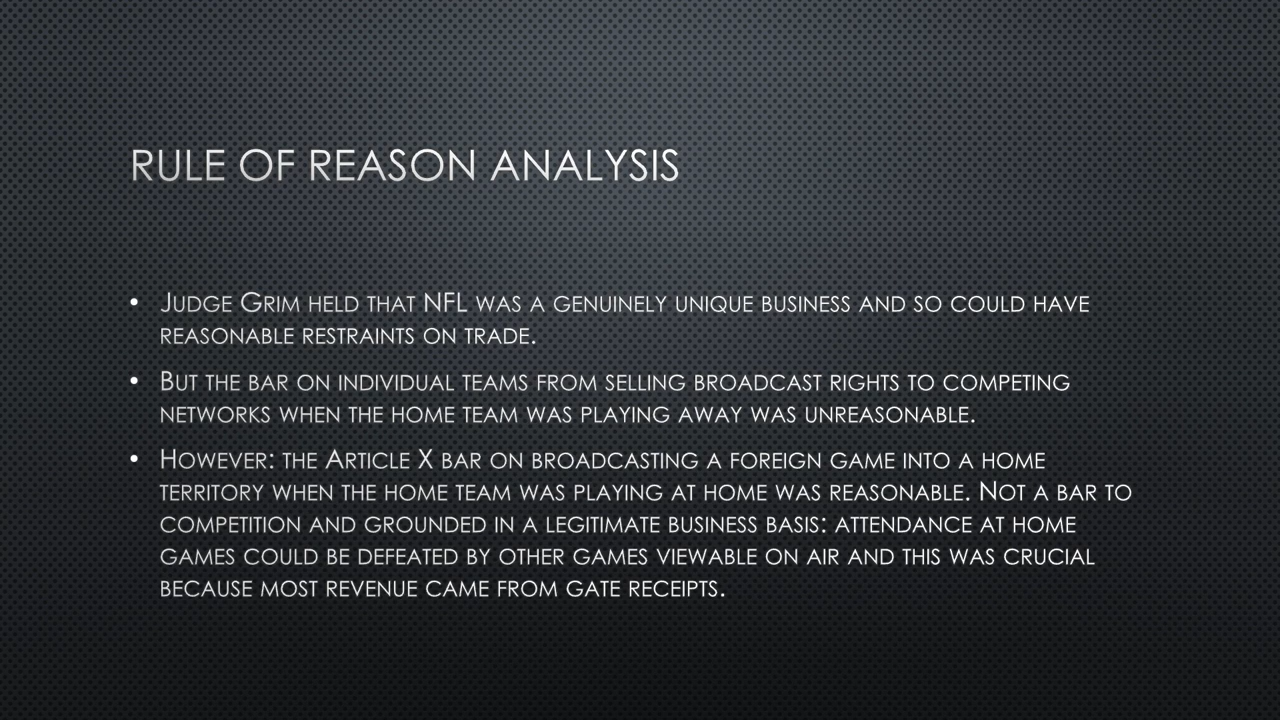 RULE OF REASON ANALYSIS
• JUDGE GRIM HELD THAT NFL WAS A GENUINELY UNIQUE BUSINESS AND SO COULD HAVE
REASONABLE RESTRAINTS ON TRADE.
• BUT THE BAR ON INDIVIDUAL TEAMS FROM SELLING BROADCAST RIGHTS TO COMPETING
NETWORKS WHEN THE HOME TEAM WAS PLAYING AWAY WAS UNREASONABLE.
• HOWEVER: THE ARTICLE X BAR ON BROADCASTING A FOREIGN GAME INTO A HOME
TERRITORY WHEN THE HOME TEAM WAS PLAYING AT HOME WAS REASONABLE. NOT A BAR TO
COMPETITION AND GROUNDED IN A LEGITIMATE BUSINESS BASIS: ATTENDANCE AT HOME
GAMES COULD BE DEFEATED BY OTHER GAMES VIEWABLE ON AIR AND THIS WAS CRUCIAL
BECAUSE MOST REVENUE CAME FROM GATE RECEIPTS.